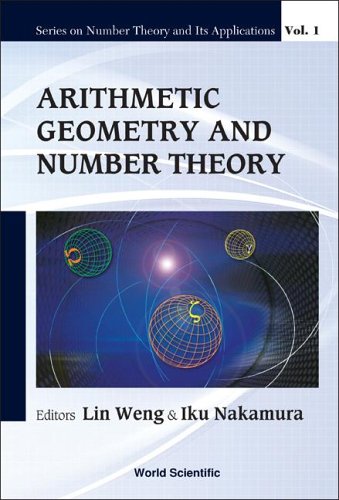 Series on Number Theory and Its Applications Vol. 1
ARITHMETIC
GEOMETRY AND
NUMBER THEORY
Ω
γ
ζ
Editors Lin Weng & Iku Nakamura
World Scientific